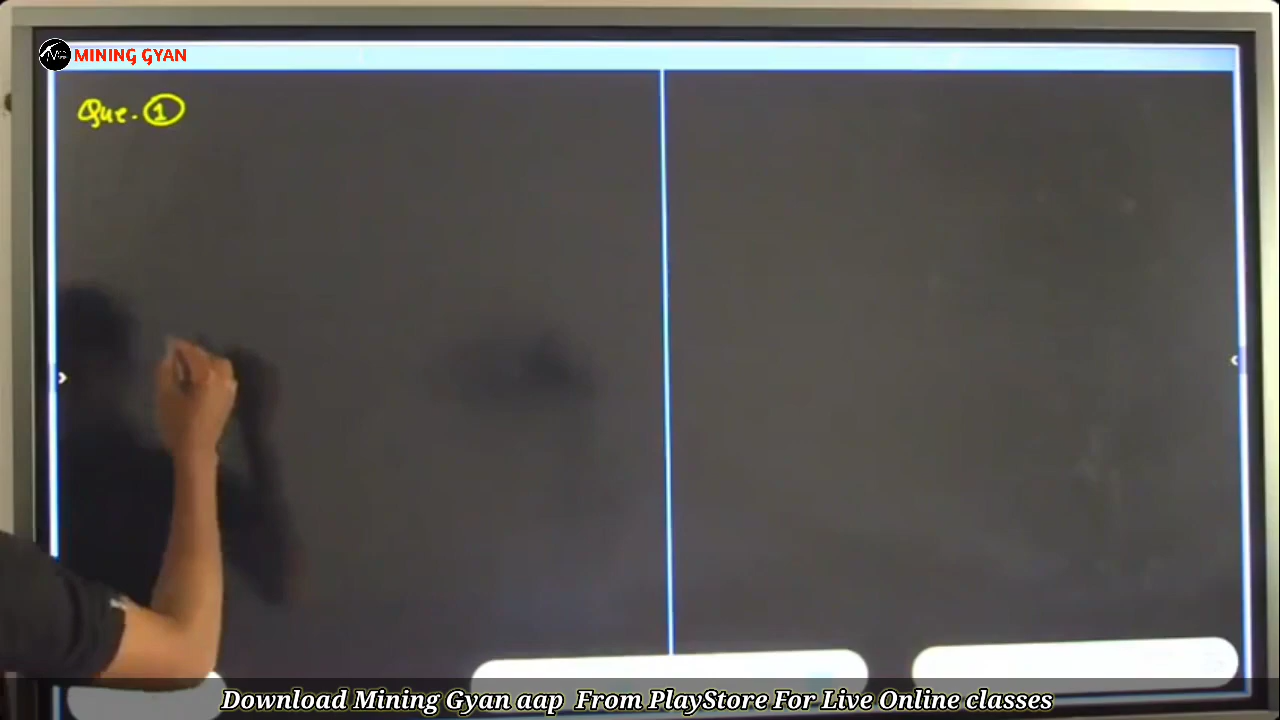 MINING GYAN
Que. 1
Download Mining Gyan aap From PlayStore For Live Online classes